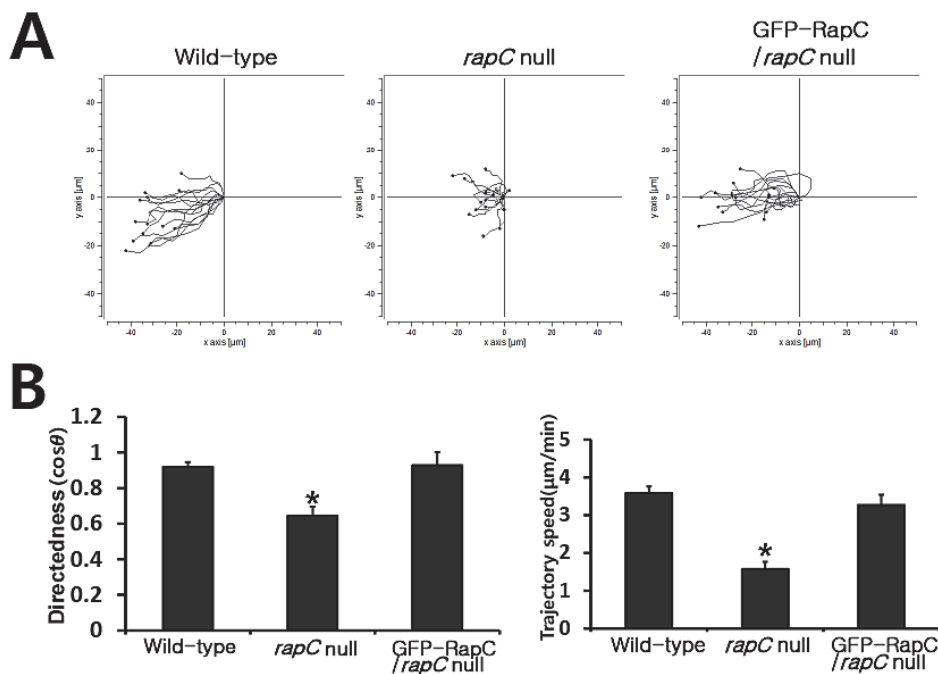 A
Wild-type
rapC null
GFP-RapC
/rapC null
y axis [µm]
40
20
0
-20
-40
-40 -20 0 20 40
x axis [µm]
y axis [µm]
40
20
0
-20
-40
-40 -20 0 20 40
x axis [µm]
y axis [µm]
40
20
0
-20
-40
-40 -20 0 20 40
x axis [µm]
B
Directedness (cosθ)
1.2
1
0.8
0.6
0.4
0.2
0
*
Wild-type
rapC null
GFP-RapC
/rapC null
Trajectory speed(µm/min)
5
4
3
2
1
0
*
Wild-type
rapC null
GFP-RapC
/rapC null